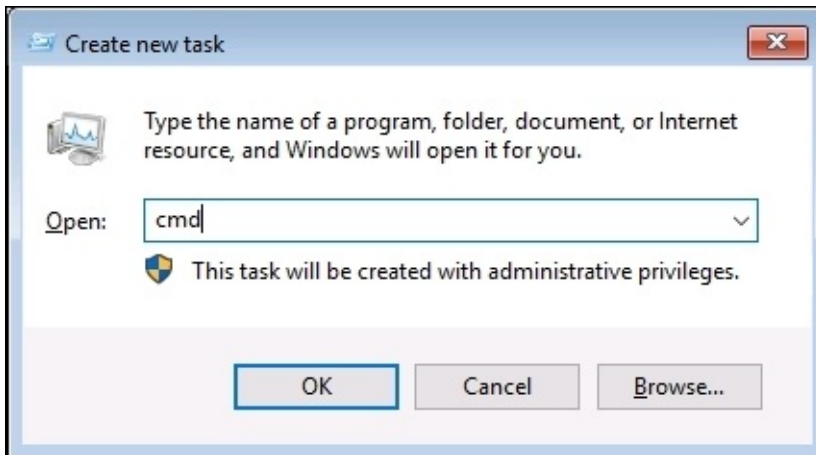 Create new task
Type the name of a program, folder, document, or Internet
resource, and Windows will open it for you.
Open: cmd
This task will be created with administrative privileges.
OK Cancel Browse...